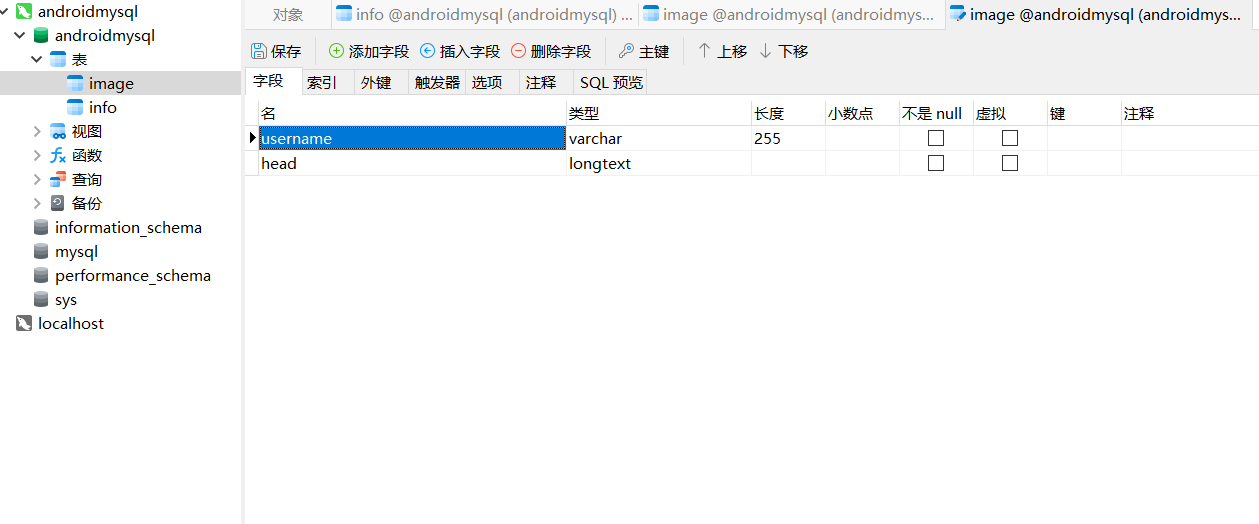 androidmysql
androidmysql
表
image
info
视图
函数
查询
备份
information_schema
mysql
performance_schema
sys
localhost
对象 info @androidmysql (androidmysql) ... image @androidmysql (androidmys... image @androidmysql (androidmys...
保存 添加字段 插入字段 删除字段 主键 上移 下移
字段 索引 外键 触发器 选项 注释 SQL 预览
名 类型 长度 小数点 不是 null 虚拟 键 注释
username varchar 255
head longtext